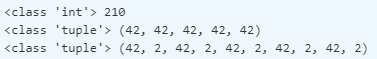 <class 'int'> 210
<class 'tuple'> (42, 42, 42, 42, 42)
<class 'tuple'> (42, 2, 42, 2, 42, 2, 42, 2, 42, 2)